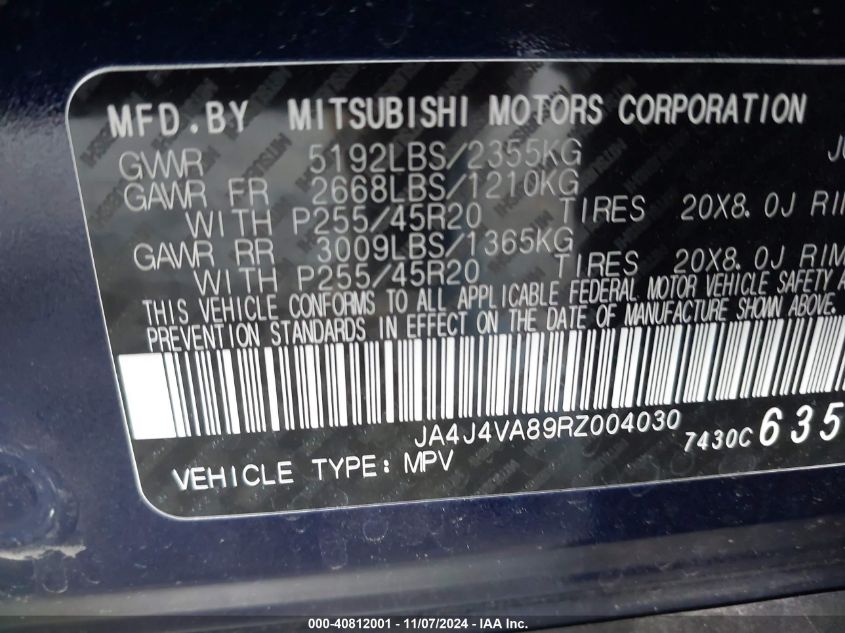 MFD.BY MITSUBISHI MOTORS CORPORATION
GVWR 5192LBS/2355KG
GAWR FR 2668LBS/1210KG
WITH P255/45R20 TIRES 20X8.0J
GAWR RR 3009LBS/1365KG
WITH P255/45R20 TIRES 20X8.0J
THIS VEHICLE CONFORMS TO ALL APPLICABLE FEDERAL MOTOR VEHICLE SAFETY
PREVENTION STANDARDS IN EFFECT ON THE DATE OF MANUFACTURE SHOWN ABOVE.
JA4J4VA89RZ004030
7430C 635
VEHICLE TYPE: MPV
000-40812001 - 11/07/2024 - IAA Inc.